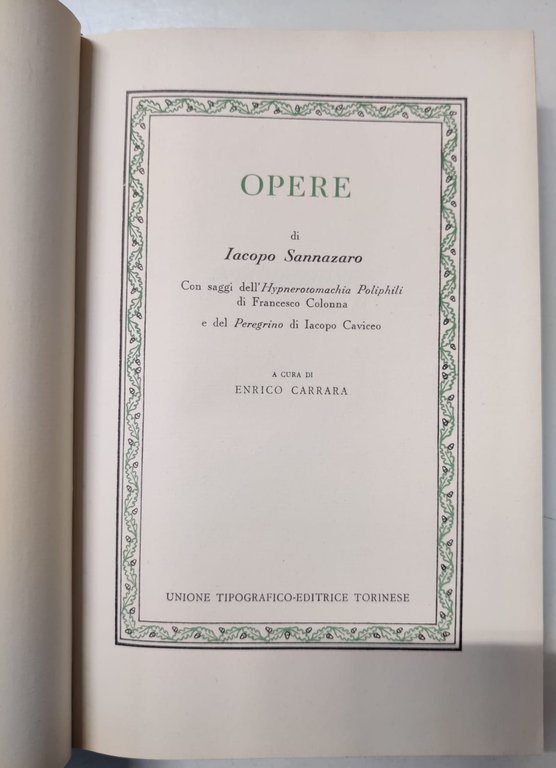 OPERE
di
Iacopo Sannazaro
Con saggi dell'Hypnerotomachia Poliphili
di Francesco Colonna
e del Peregrino di Iacopo Caviceo
A CURA DI
ENRICO CARRARA
UNIONE TIPOGRAFICO-EDITRICE TORINESE